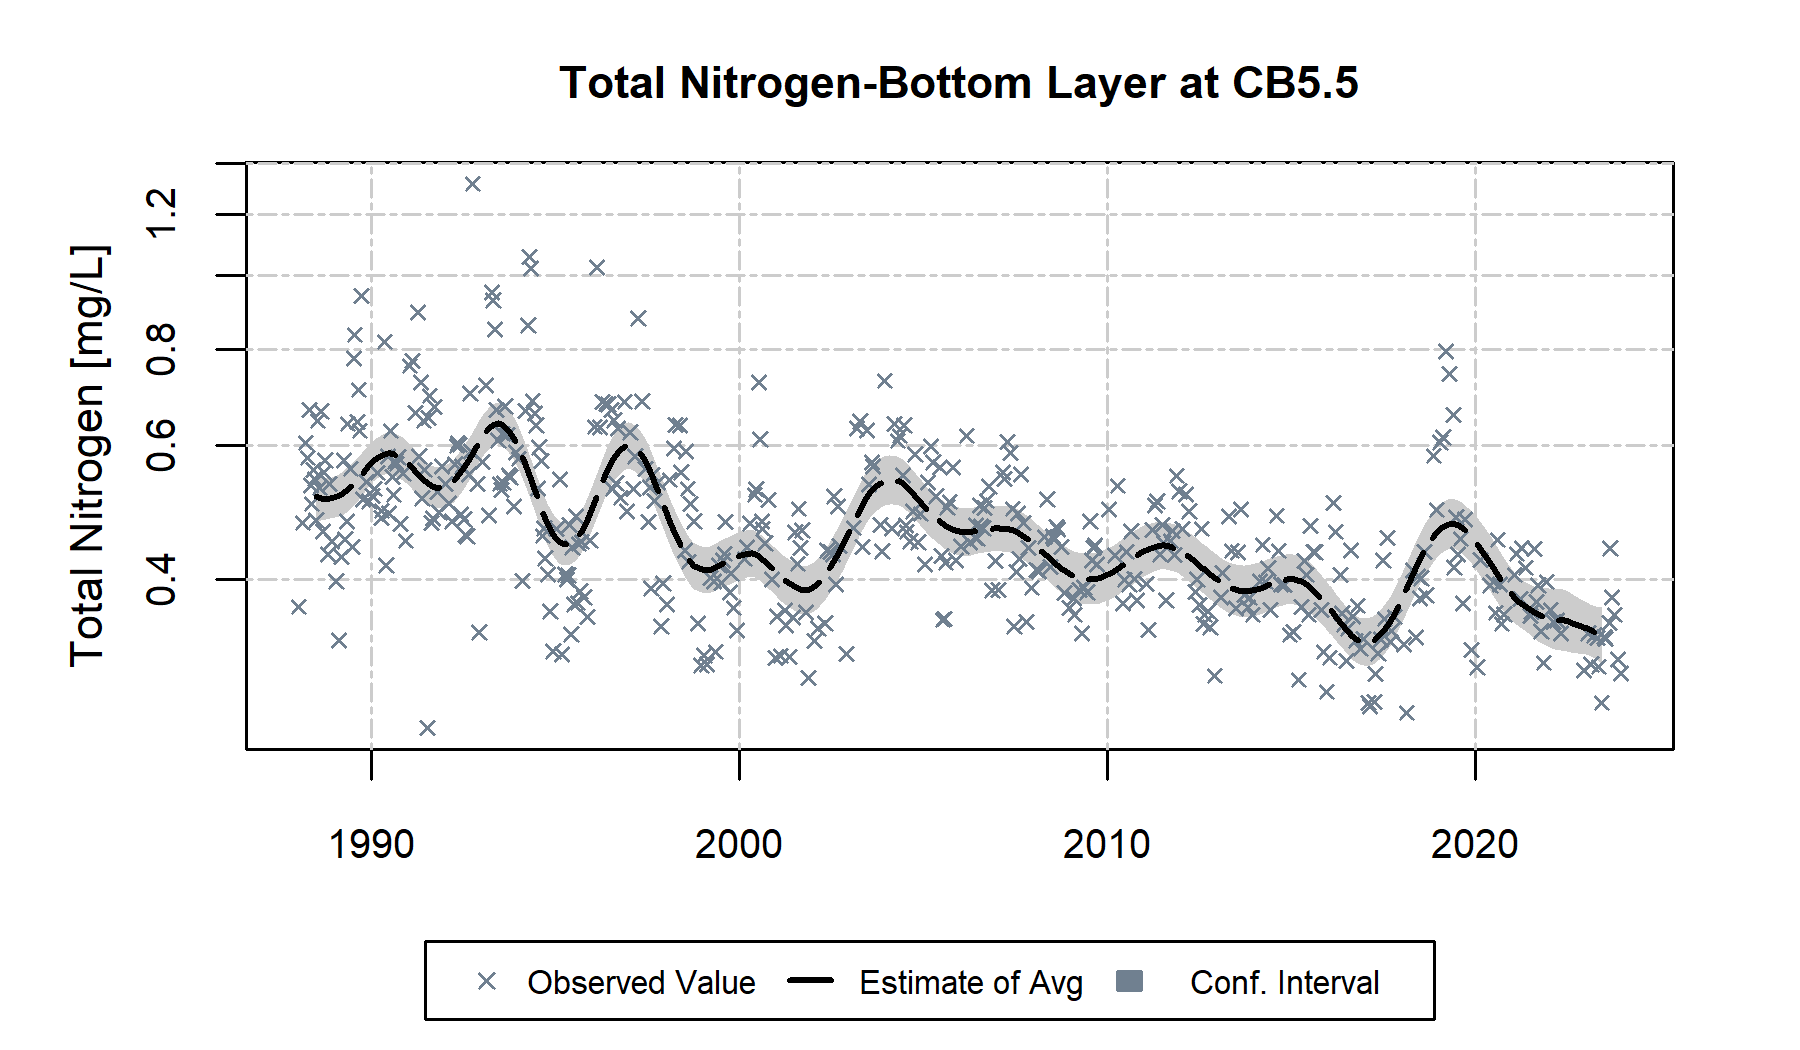 Total Nitrogen-Bottom Layer at CB5.5
Total Nitrogen [mg/L]
1.2
0.8
0.6
0.4
1990 2000 2010 2020
Observed Value Estimate of Avg Conf. Interval